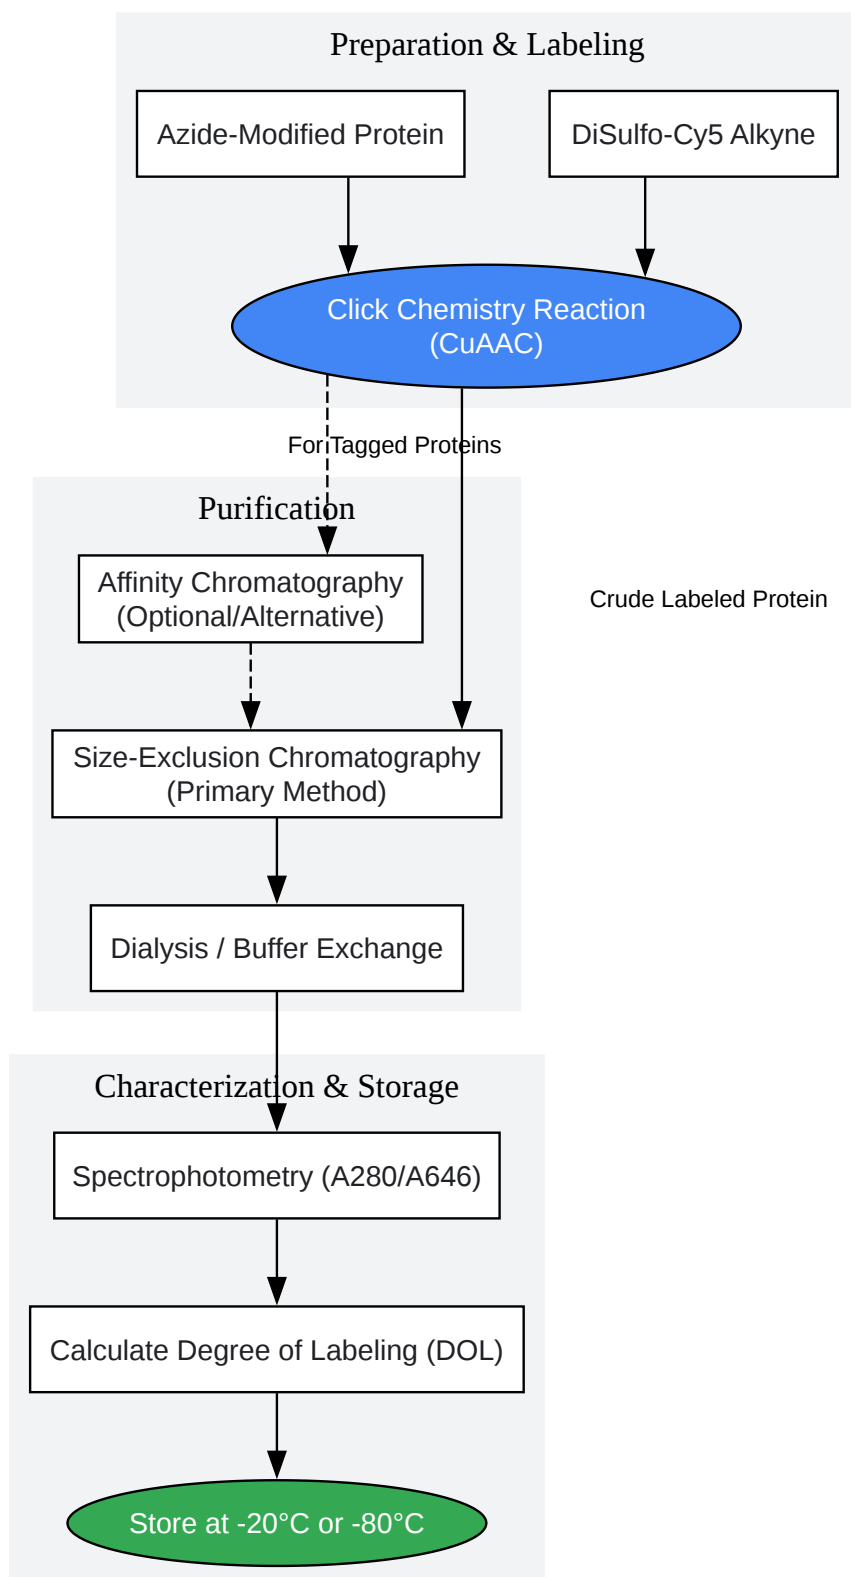 Preparation & Labeling
Azide-Modified Protein
DiSulfo-Cy5 Alkyne
Click Chemistry Reaction
(CuAAC)
For Tagged Proteins
Purification
Affinity Chromatography
(Optional/Alternative)
Crude Labeled Protein
Size-Exclusion Chromatography
(Primary Method)
Dialysis / Buffer Exchange
Characterization & Storage
Spectrophotometry (A280/A646)
Calculate Degree of Labeling (DOL)
Store at -20°C or -80°C